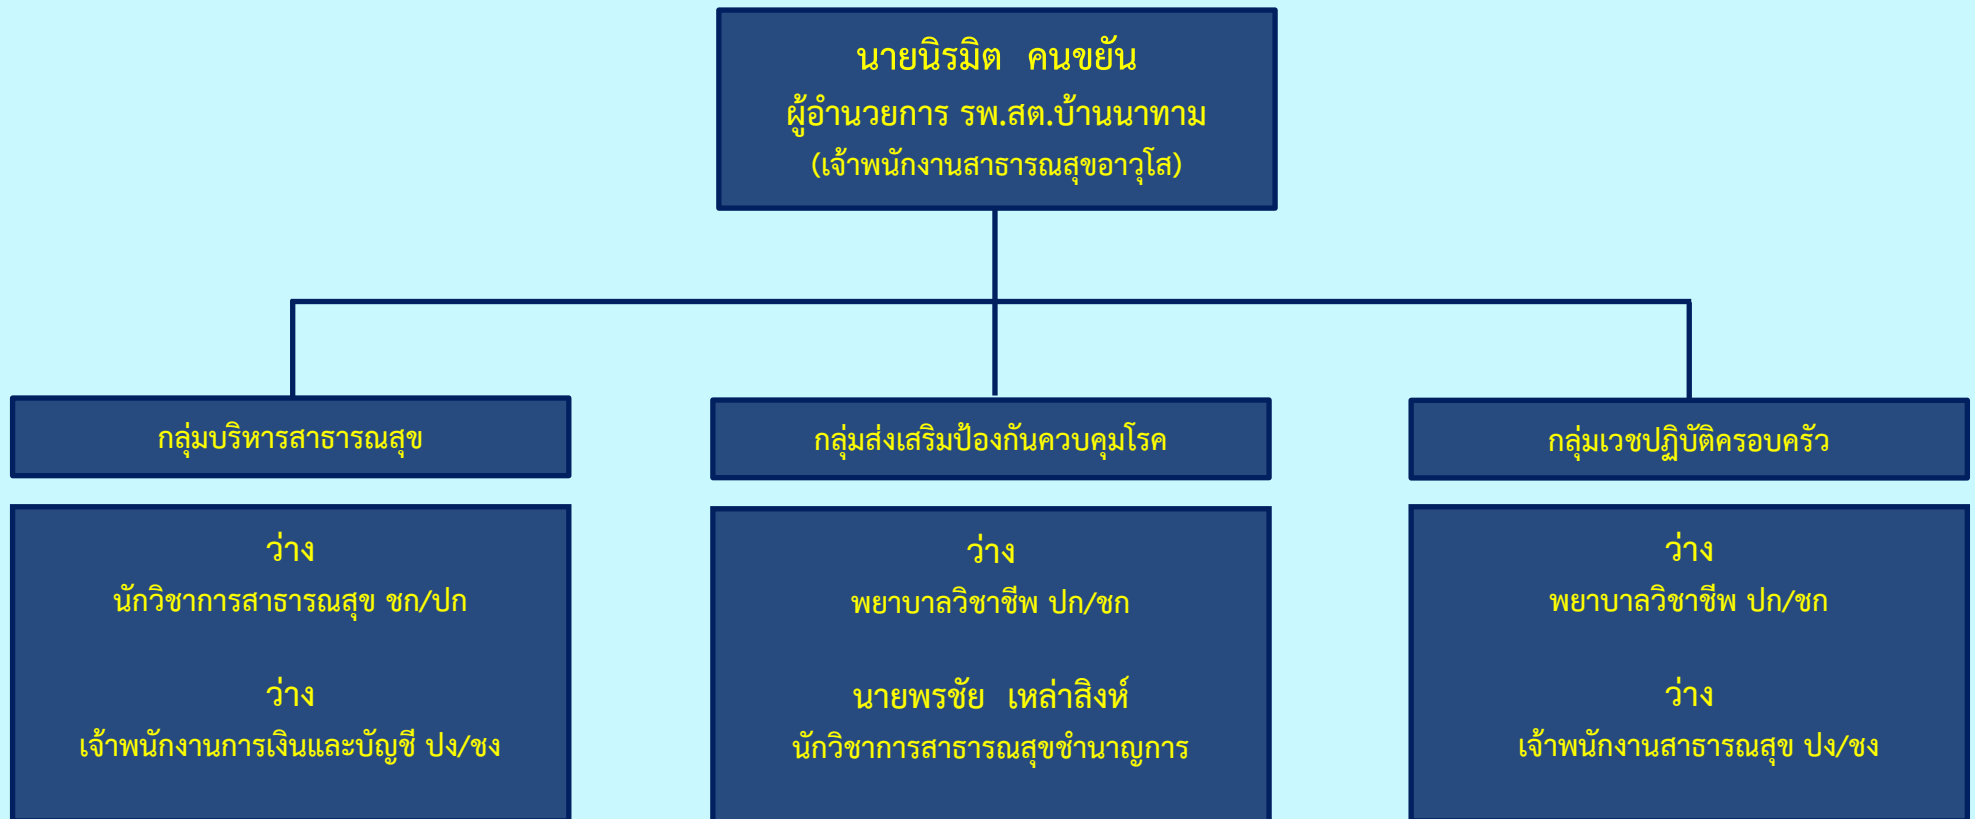 นายนิรมิต  คนขยัน
ผู้อำนวยการ รพ.สต.บ้านนาทาม
(เจ้าพนักงานสาธารณสุขอาวุโส)
กลุ่มบริหารสาธารณสุข
ว่าง
นักวิชาการสาธารณสุข ชก/ปก
ว่าง
เจ้าพนักงานการเงินและบัญชี ปง/ชง
กลุ่มส่งเสริมป้องกันควบคุมโรค
ว่าง
พยาบาลวิชาชีพ ปก/ชก
นายพรชัย  เหล่าสิงห์
นักวิชาการสาธารณสุขชำนาญการ
กลุ่มเวชปฏิบัติครอบครัว
ว่าง
พยาบาลวิชาชีพ ปก/ชก
ว่าง
เจ้าพนักงานสาธารณสุข ปง/ชง